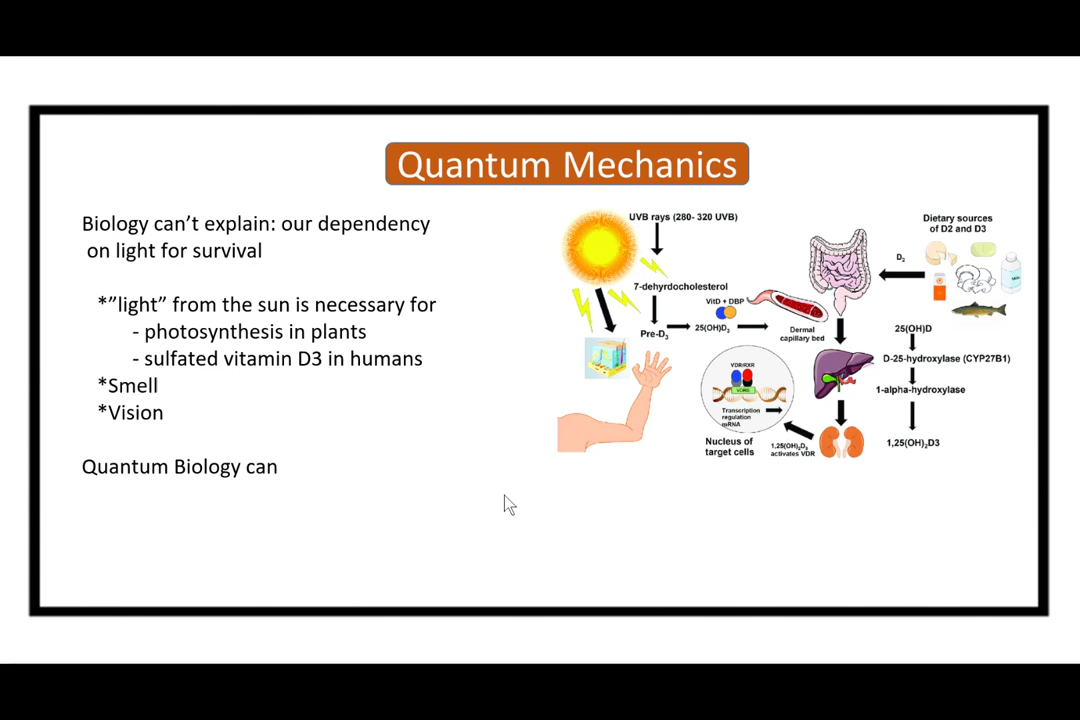 Quantum Mechanics
Biology can’t explain: our dependency
on light for survival
*”light” from the sun is necessary for
- photosynthesis in plants
- sulfated vitamin D3 in humans
*Smell
*Vision
Quantum Biology can
UVB rays (280- 320 UVB)
7-dehydrocholesterol
Pre-D3
25(OH)D3
VitD + DBP
Dermal
capillary bed
D2
Dietary sources
of D2 and D3
25(OH)D
D-25-hydroxylase (CYP27B1)
1-alpha-hydroxylase
1,25(OH)2D3
VDR/RXR
Transcription
regulation
mRNA
Nucleus of
target cells
1,25(OH)2D3
activates VDR